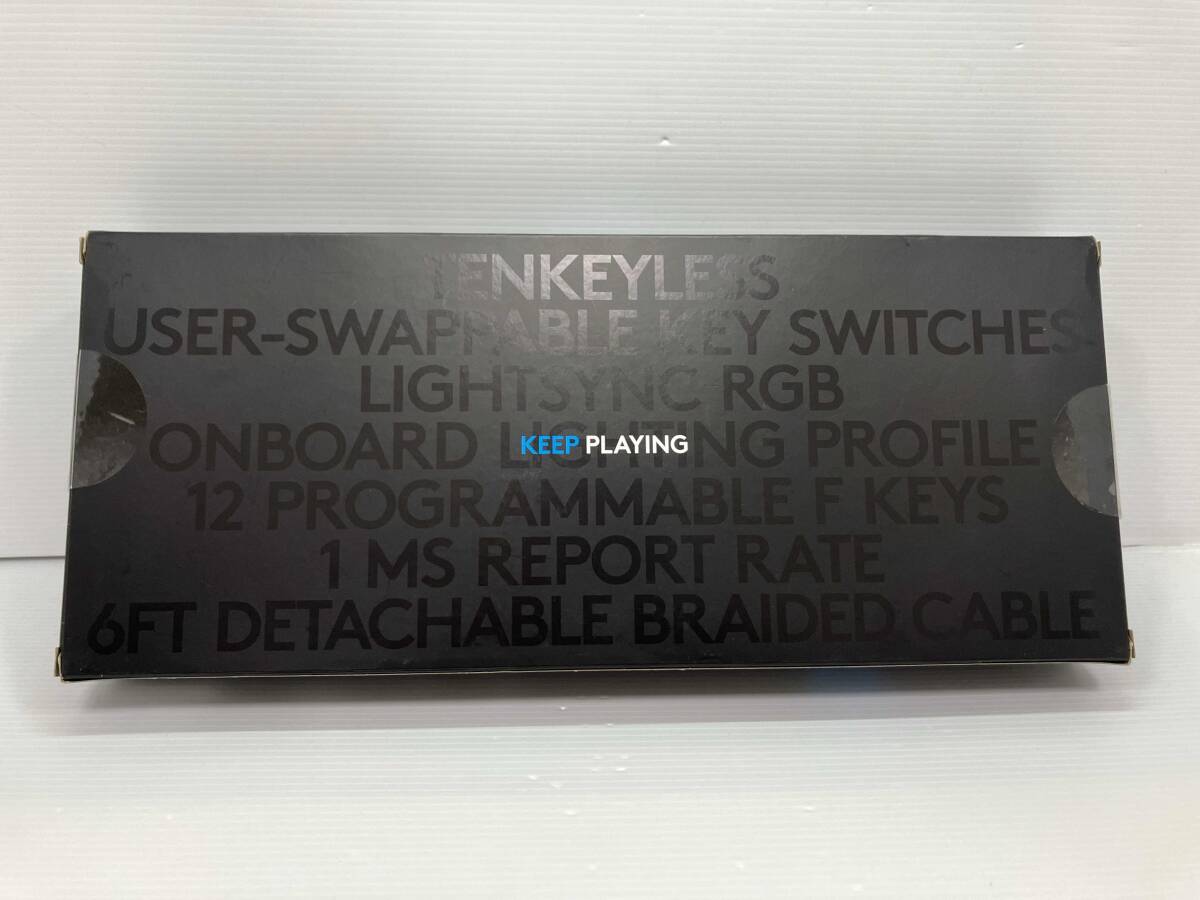 TENKEYLESS
USER-SWAPPABLE KEY SWITCHES
LIGHTSYNC RGB
ONBOARD LIGHTING PROFILE
KEEP PLAYING
12 PROGRAMMABLE F KEYS
1 MS REPORT RATE
6FT DETACHABLE BRAIDED CABLE